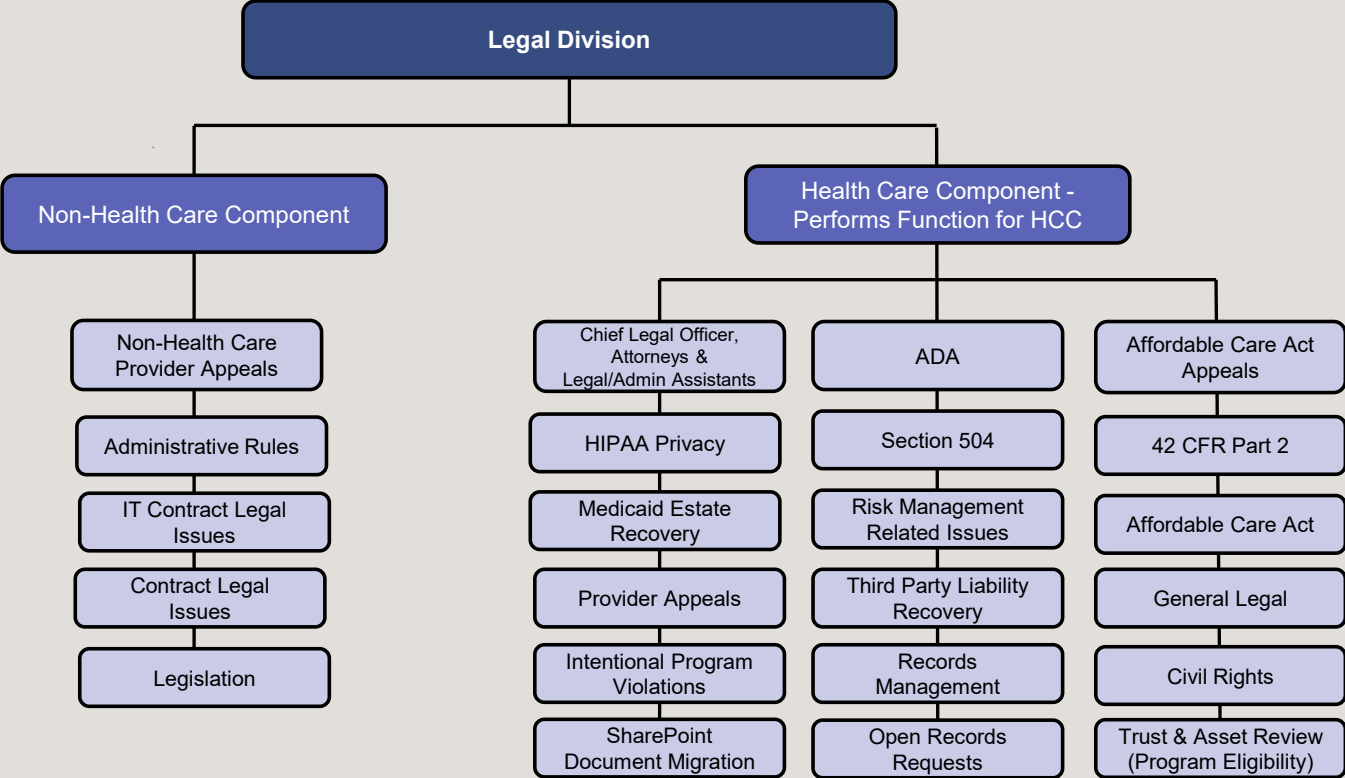 Legal Division
Non-Health Care Component
Health Care Component -
Performs Function for HCC
Non-Health Care
Provider Appeals
Administrative Rules
IT Contract Legal
Issues
Contract Legal
Issues
Legislation
Chief Legal Officer,
Attorneys &
Legal/Admin Assistants
HIPAA Privacy
Medicaid Estate
Recovery
Provider Appeals
Intentional Program
Violations
SharePoint
Document Migration
ADA
Section 504
Risk Management
Related Issues
Third Party Liability
Recovery
Records
Management
Open Records
Requests
Affordable Care Act
Appeals
42 CFR Part 2
Affordable Care Act
General Legal
Civil Rights
Trust & Asset Review
(Program Eligibility)